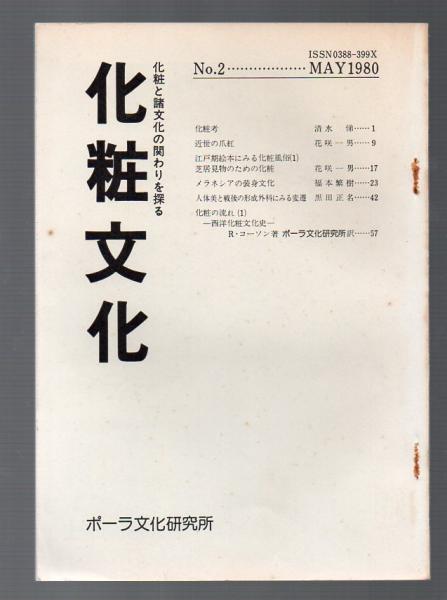 ISSN0388-399X
No.2………………MAY1980
化粧と諸文化の関わりを探る
化粧文化
化粧考 清水 悌……1
近世の爪紅 花咲一男……9
江戸期絵本にみる化粧風俗(1)
芝居見物のための化粧 花咲一男……17
メラネシアの装身文化 福本繁樹……23
人体美と戦後の形成外科にみる変遷 黒田正名……42
化粧の流れ(1)
—西洋化粧文化史—
R・コーソン著 ポーラ文化研究所訳……57
ポーラ文化研究所